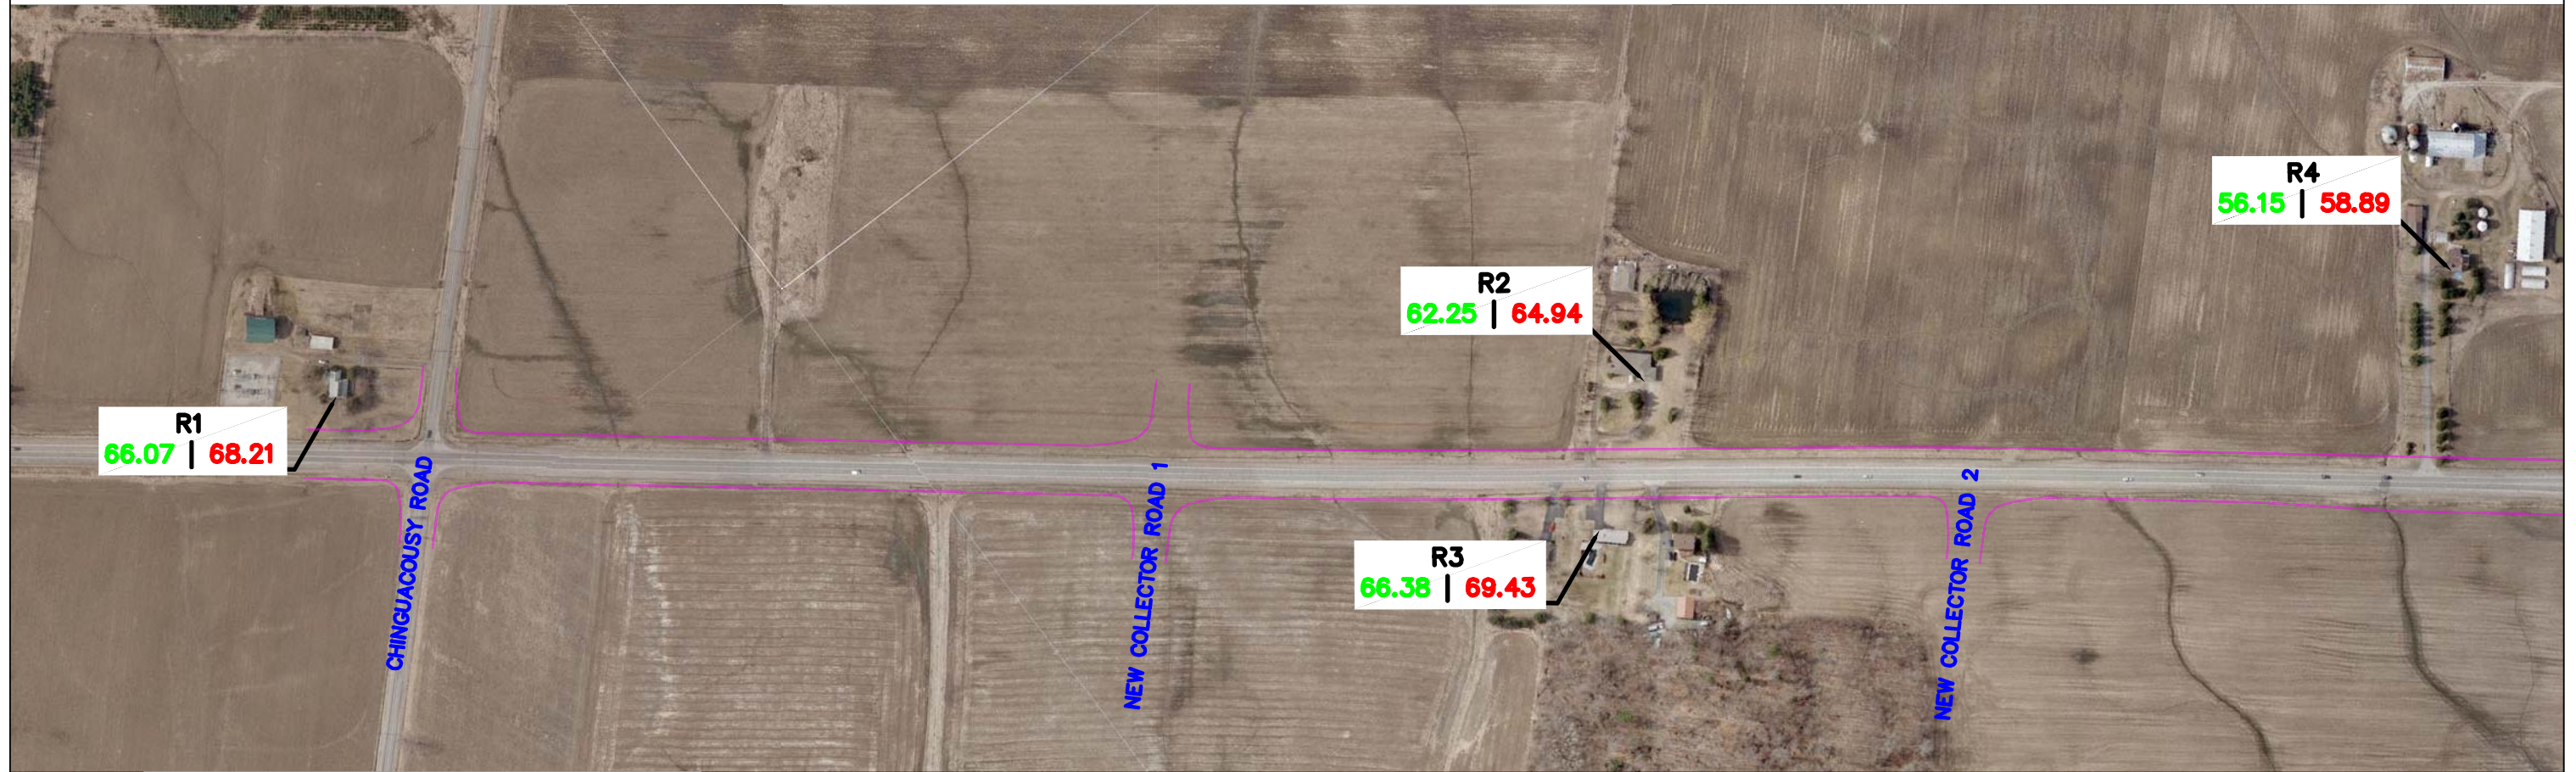 R4
56.15 | 58.89
R2
62.25 | 64.94
R1
66.07 | 68.21
R3
66.38 | 69.43
CHINGUACOUSY ROAD
NEW COLLECTOR ROAD 1
NEW COLLECTOR ROAD 2